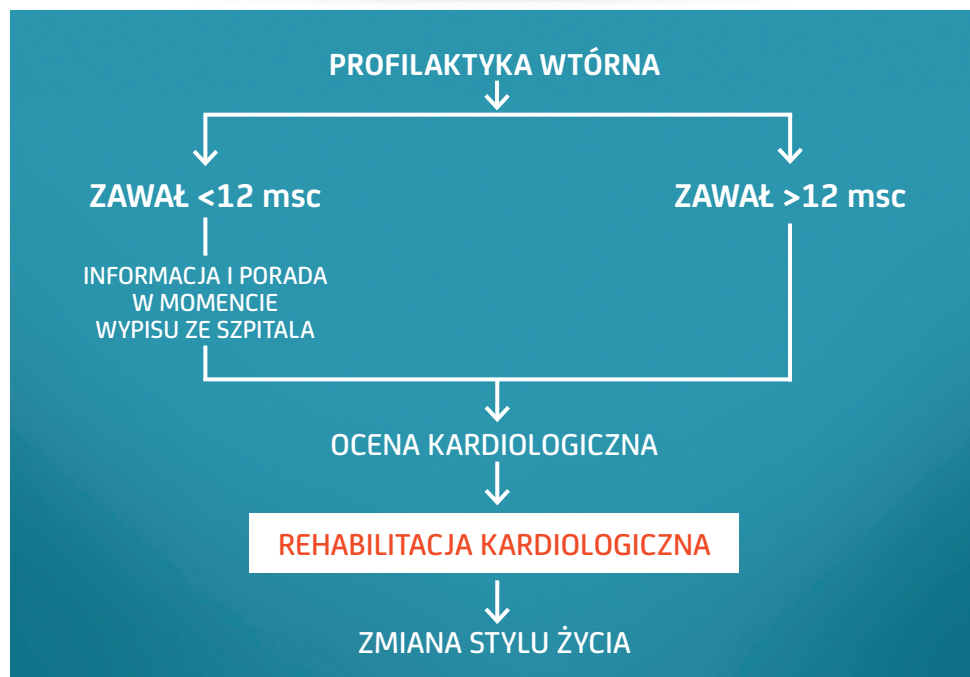 PROFILAKTYKA WTÓRNA
ZAWAŁ <12 msc
ZAWAŁ >12 msc
INFORMACJA I PORADA
W MOMENCIE
WYPISU ZE SZPITALA
OCENA KARDIOLOGICZNA
REHABILITACJA KARDIOLOGICZNA
ZMIANA STYLU ŻYCIA